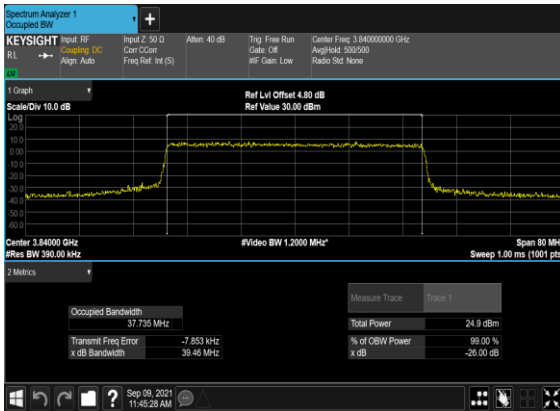 Spectrum Analyzer 1
Occupied BW
+
KEYSIGHT Input: RF Input Z: 50 Ω Atten: 40 dB Trig: Free Run Center Freq: 3.840000000 GHz
RL Coupling: DC Corr CCorr Gate: Off Avg|Hold: 500/500
Align: Auto Freq Ref: Int (S) #IF Gain: Low Radio Std: None
1 Graph
Ref Lvl Offset 4.80 dB
Scale/Div 10.0 dB Ref Value 30.00 dBm
Log
20.0
10.0
0.00
-10.0
-20.0
-30.0
-40.0
-50.0
-60.0
Center 3.84000 GHz #Video BW 1.2000 MHz* Span 80 MH
#Res BW 390.00 kHz Sweep 1.00 ms (1001 pts
2 Metrics
Measure Trace Trace 1
Occupied Bandwidth
37.735 MHz Total Power 24.9 dBm
Transmit Freq Error -7.853 kHz % of OBW Power 99.00 %
x dB Bandwidth 39.46 MHz x dB -26.00 dB
? Sep 09, 2021
11:45:28 AM